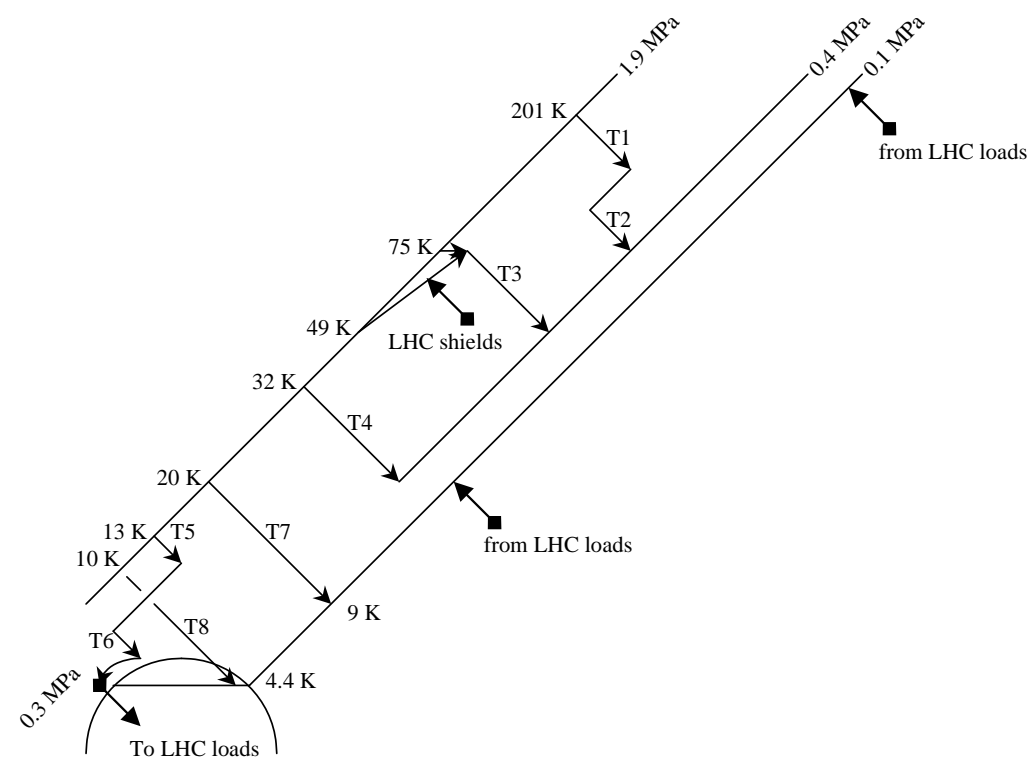 1.9 MPa
0.4 MPa
0.1 MPa
201 K
T1
from LHC loads
T2
75 K
T3
49 K
LHC shields
32 K
T4
20 K
13 K
T5
T7
from LHC loads
10 K
9 K
T6
T8
4.4 K
0.3 MPa
To LHC loads